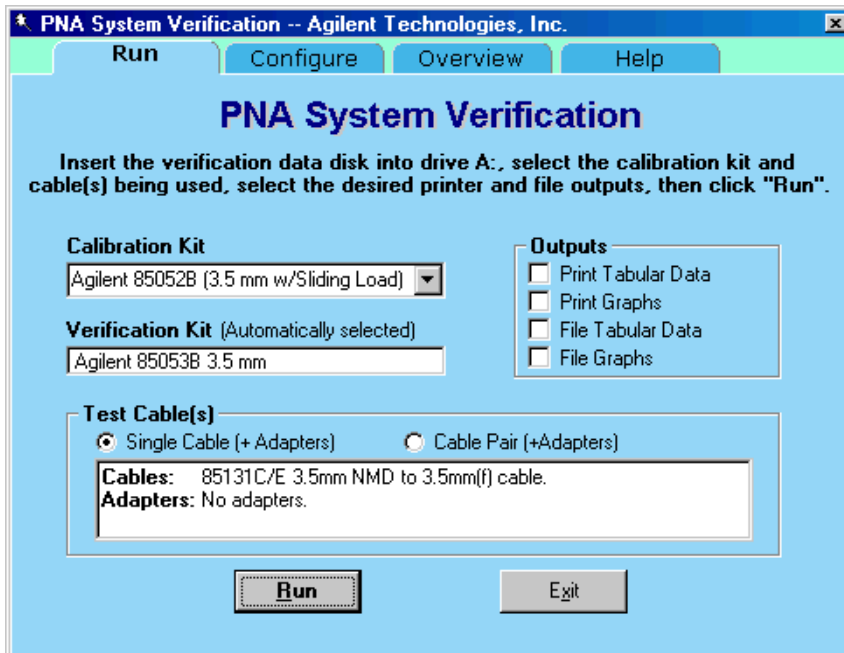 PNA System Verification -- Agilent Technologies, Inc.
Run Configure Overview Help
PNA System Verification
Insert the verification data disk into drive A:, select the calibration kit and
cable(s) being used, select the desired printer and file outputs, then click "Run".
Calibration Kit
Agilent 85052B (3.5 mm w/Sliding Load)
Verification Kit (Automatically selected)
Agilent 85053B 3.5 mm
Outputs
Print Tabular Data
Print Graphs
File Tabular Data
File Graphs
Test Cable(s)
Single Cable (+ Adapters) Cable Pair (+Adapters)
Cables: 85131C/E 3.5mm NMD to 3.5mm(f) cable.
Adapters: No adapters.
Run Exit